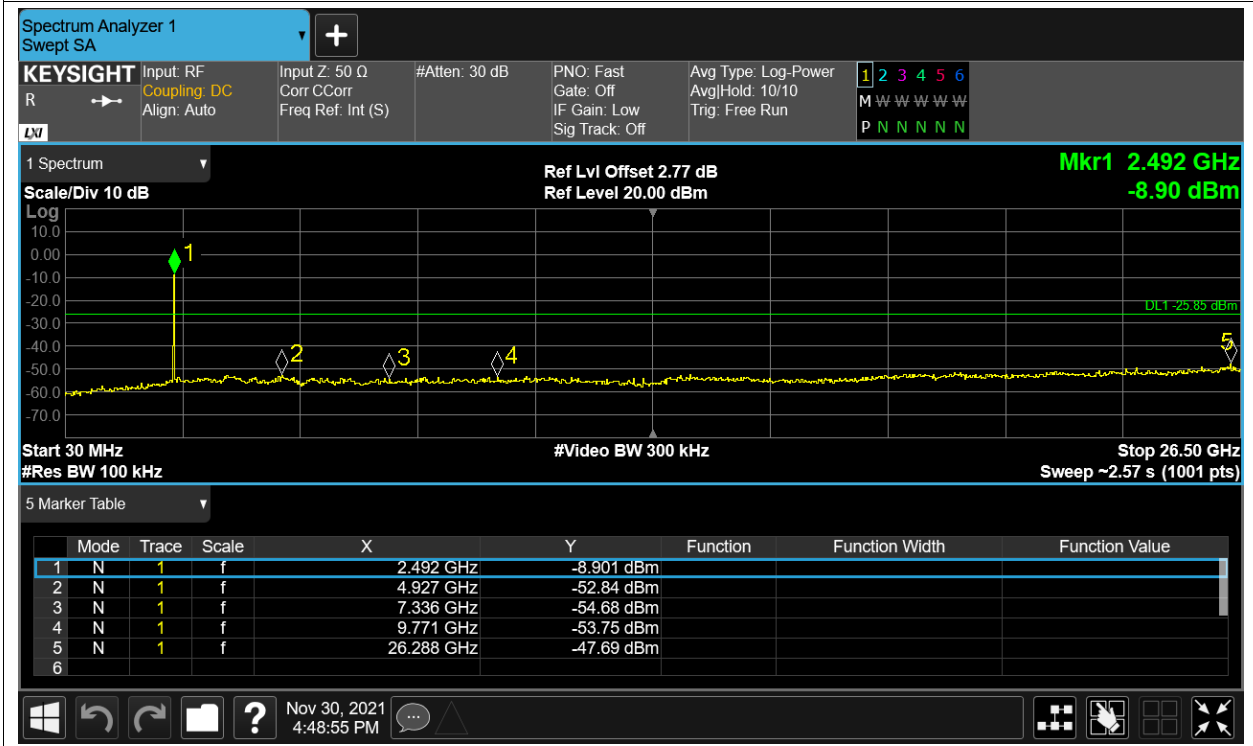 Spectrum Analyzer 1
Swept SA
KEYSIGHT Input: RF Input Z: 50 Ω #Atten: 30 dB PNO: Fast Avg Type: Log-Power 1 2 3 4 5 6
R Coupling: DC Corr CCorr Gate: Off Avg|Hold: 10/10 M W W W W W
Align: Auto Freq Ref: Int (S) IF Gain: Low Trig: Free Run
LXI Sig Track: Off P N N N N N
1 Spectrum Ref Lvl Offset 2.77 dB Mkr1 2.492 GHz
Scale/Div 10 dB Ref Level 20.00 dBm -8.90 dBm
Log
10.0
0.00 1
-10.0
-20.0 DL1 -25.85 dBm
-30.0
-40.0 2 3 4 5
-50.0
-60.0
-70.0
Start 30 MHz #Video BW 300 kHz Stop 26.50 GHz
#Res BW 100 kHz Sweep ~2.57 s (1001 pts)
5 Marker Table
Mode Trace Scale X Y Function Function Width Function Value
1 N 1 f 2.492 GHz -8.901 dBm
2 N 1 f 4.927 GHz -52.84 dBm
3 N 1 f 7.336 GHz -54.68 dBm
4 N 1 f 9.771 GHz -53.75 dBm
5 N 1 f 26.288 GHz -47.69 dBm
6
? Nov 30, 2021
4:48:55 PM